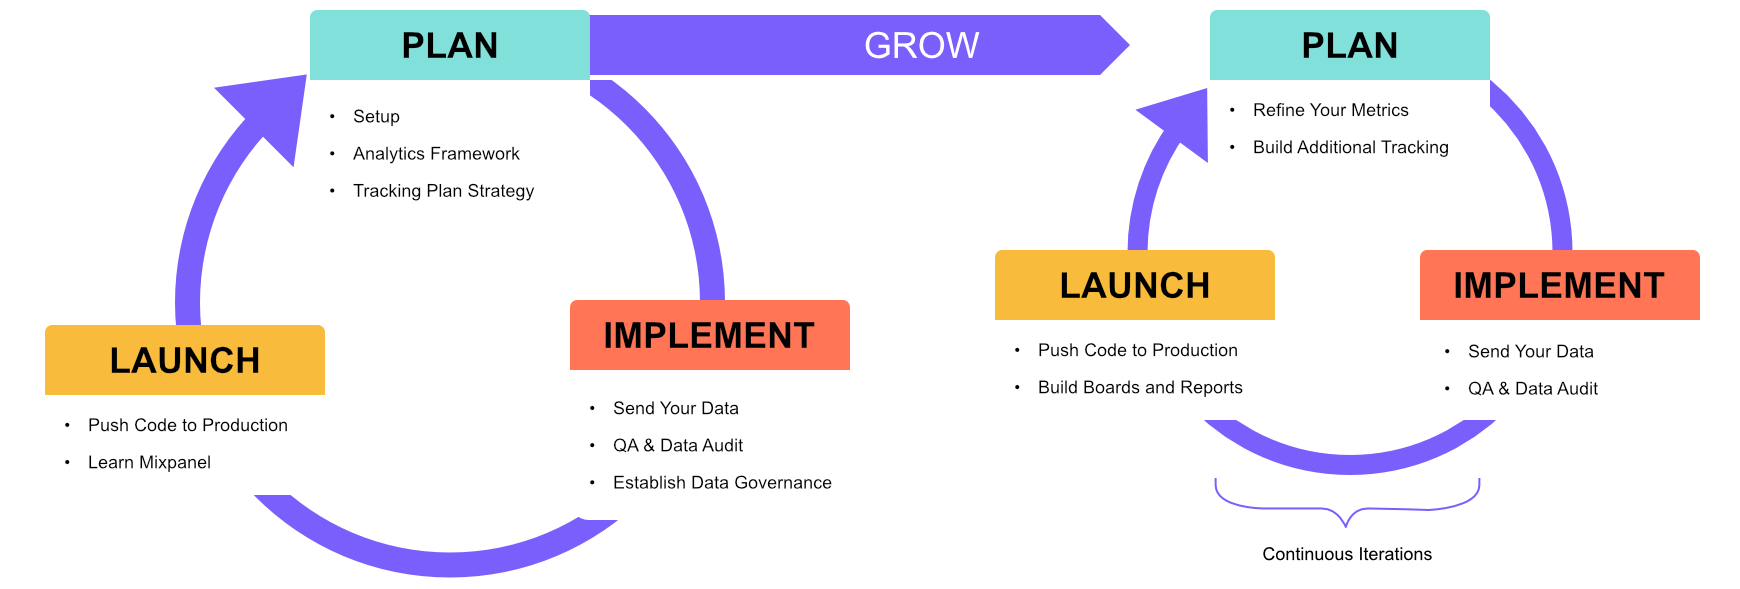 PLAN
• Setup
• Analytics Framework
• Tracking Plan Strategy
GROW
LAUNCH
• Push Code to Production
• Learn Mixpanel
IMPLEMENT
• Send Your Data
• QA & Data Audit
• Establish Data Governance
PLAN
• Refine Your Metrics
• Build Additional Tracking
LAUNCH
• Push Code to Production
• Build Boards and Reports
IMPLEMENT
• Send Your Data
• QA & Data Audit
Continuous Iterations